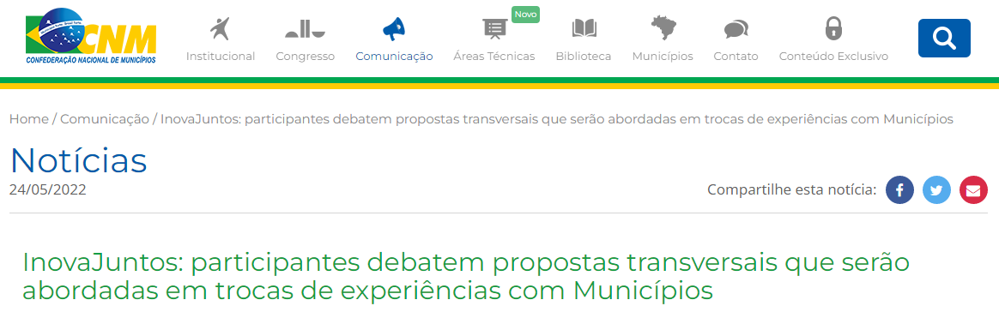 CNM
CONFEDERAÇÃO NACIONAL DE MUNICÍPIOS
Novo
Institucional
Congresso
Comunicação
Áreas Técnicas
Biblioteca
Municípios
Contato
Conteúdo Exclusivo
Home / Comunicação / InovaJuntos: participantes debatem propostas transversais que serão abordadas em trocas de experiências com Municípios
Notícias
24/05/2022
Compartilhe esta notícia:
InovaJuntos: participantes debatem propostas transversais que serão
abordadas em trocas de experiências com Municípios